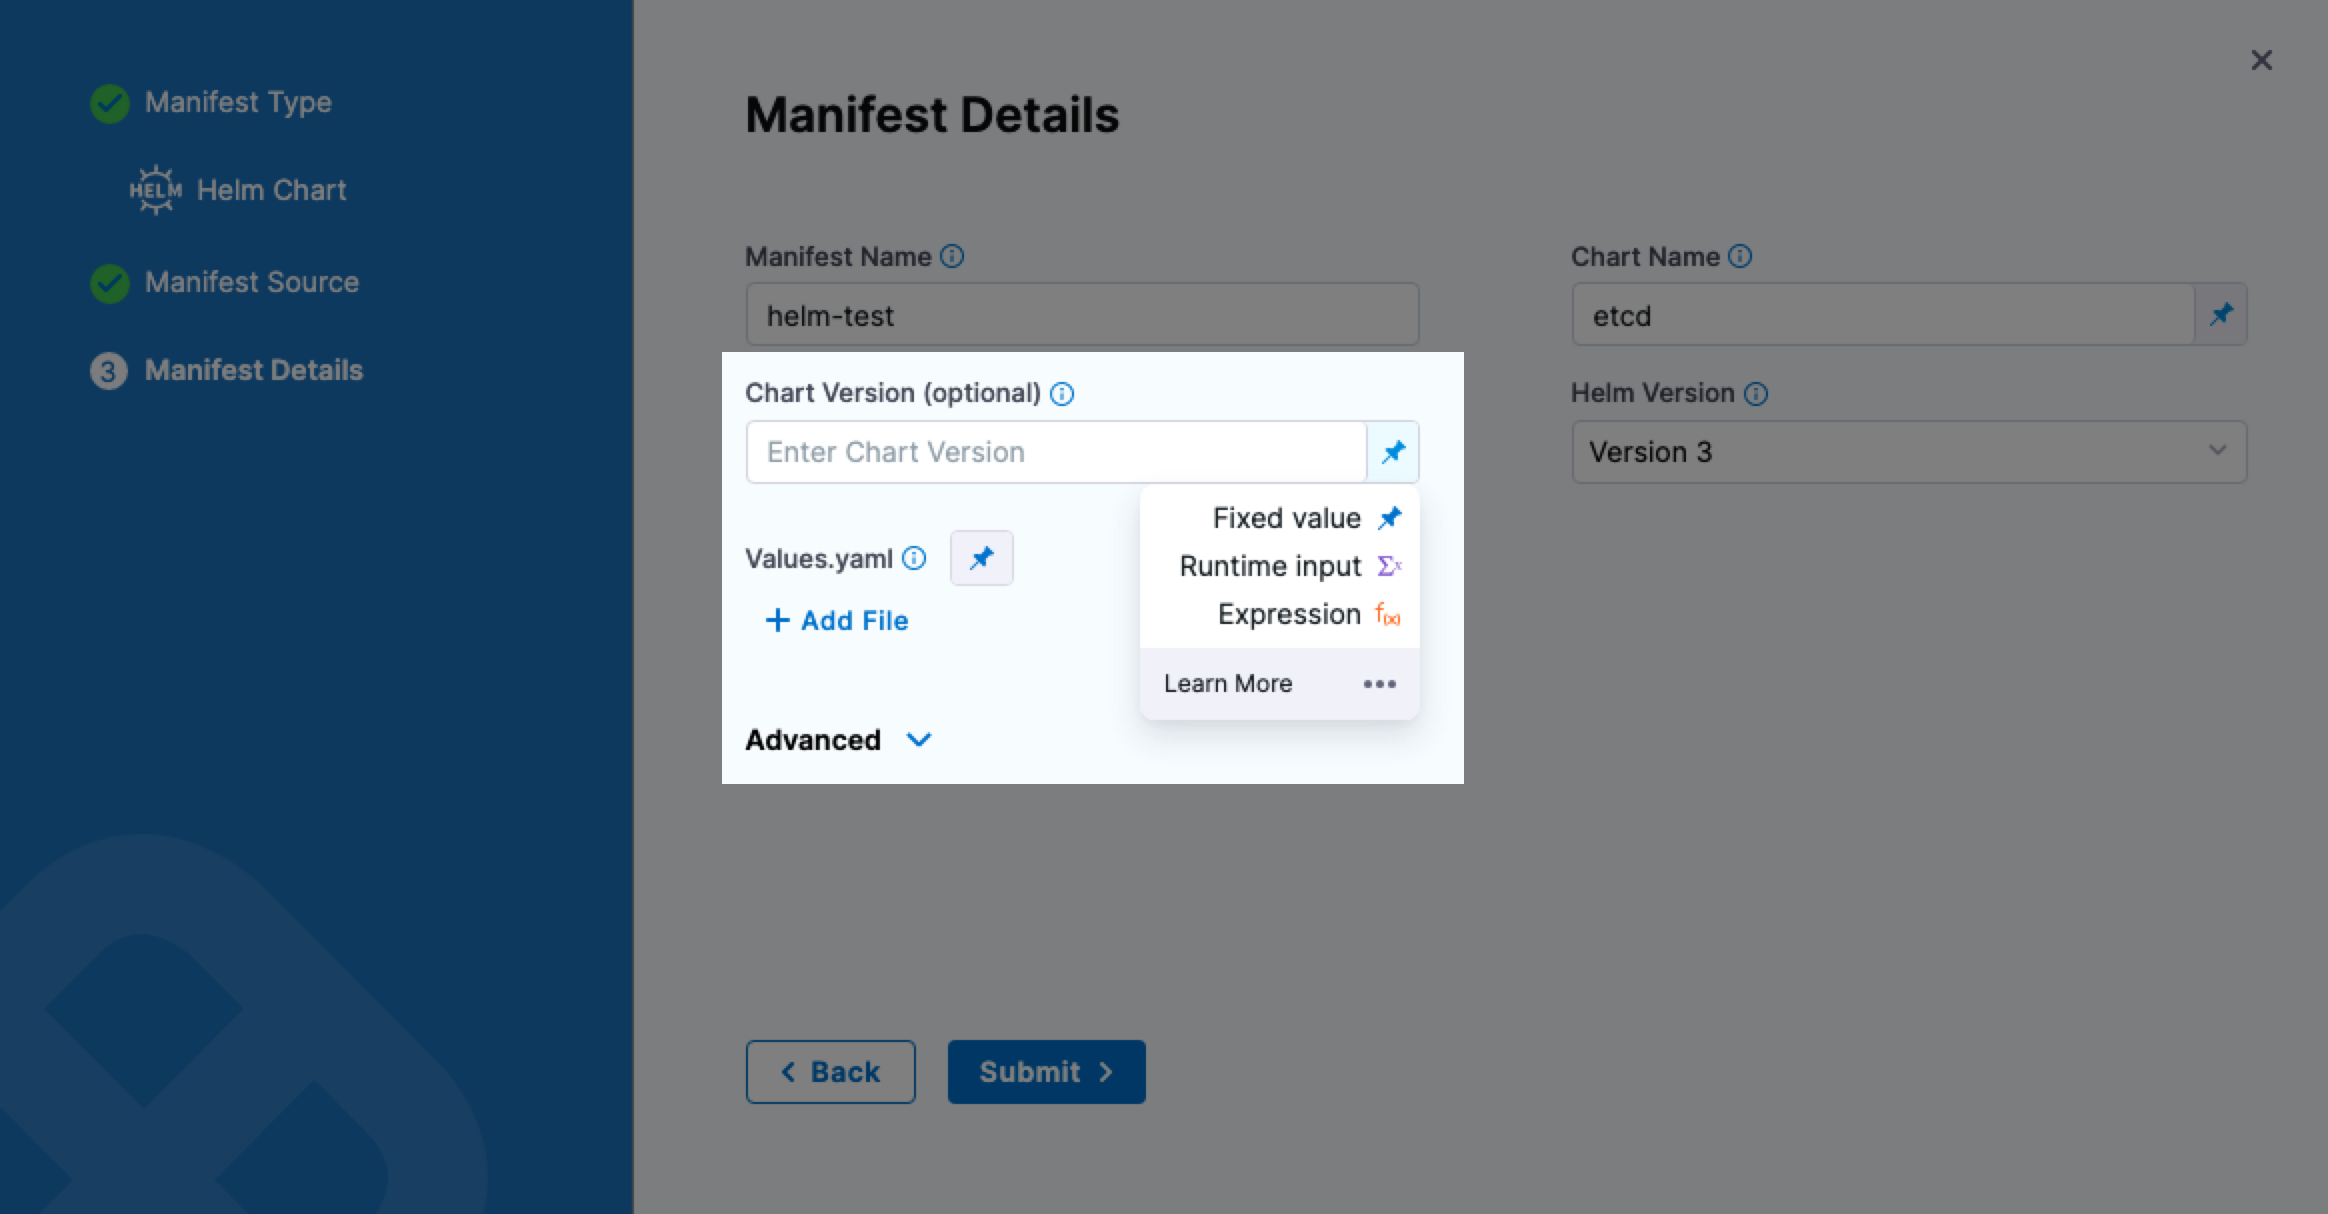 Manifest Type
HELM Helm Chart
Manifest Source
3 Manifest Details
Manifest Details
Manifest Name
helm-test
Chart Name
etcd
Chart Version (optional)
Enter Chart Version
Helm Version
Version 3
Fixed value
Runtime input Σx
Expression f(x)
Learn More
Values.yaml
+ Add File
Advanced
Back
Submit